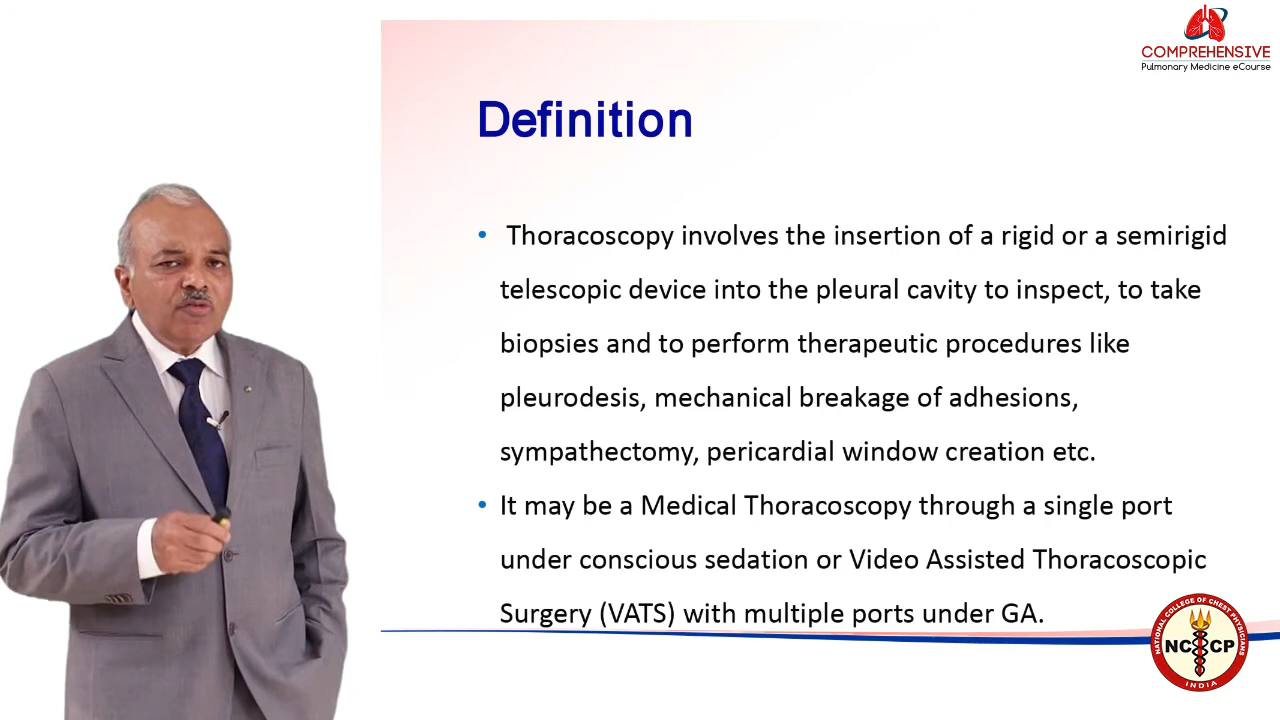 COMPREHENSIVE
Pulmonary Medicine eCourse
Definition
• Thoracoscopy involves the insertion of a rigid or a semirigid
telescopic device into the pleural cavity to inspect, to take
biopsies and to perform therapeutic procedures like
pleurodesis, mechanical breakage of adhesions,
sympathectomy, pericardial window creation etc.
• It may be a Medical Thoracoscopy through a single port
under conscious sedation or Video Assisted Thoracoscopic
Surgery (VATS) with multiple ports under GA.
NATIONAL COLLEGE OF CHEST PHYSICIANS
NCCP
INDIA